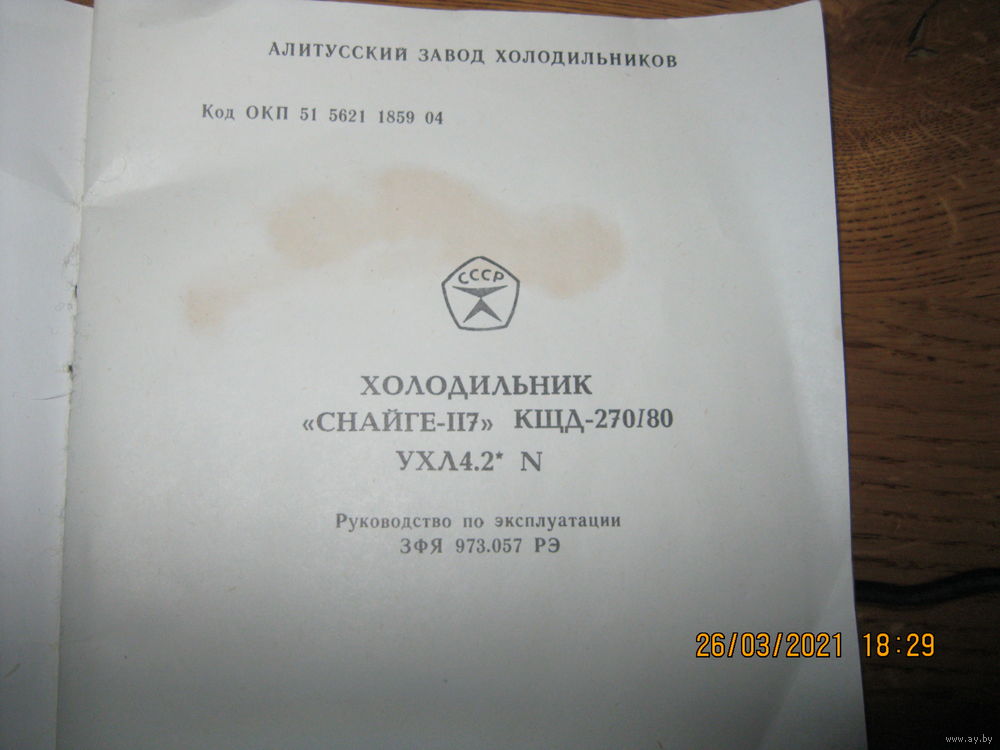 АЛИТУССКИЙ ЗАВОД ХОЛОДИЛЬНИКОВ
Код ОКП 51 5621 1859 04
СССР
ХОЛОДИЛЬНИК
«СНАЙГЕ-117» КЩД-270/80
УХЛ4.2* N
Руководство по эксплуатации
ЗФЯ 973.057 РЭ
26/03/2021 18:29
www.ay.by